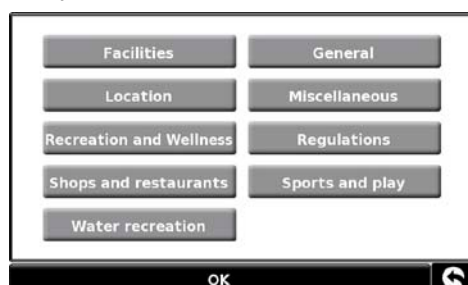 Facilities General
Location Miscellaneous
Recreation and Wellness Regulations
Shops and restaurants Sports and play
Water recreation
OK